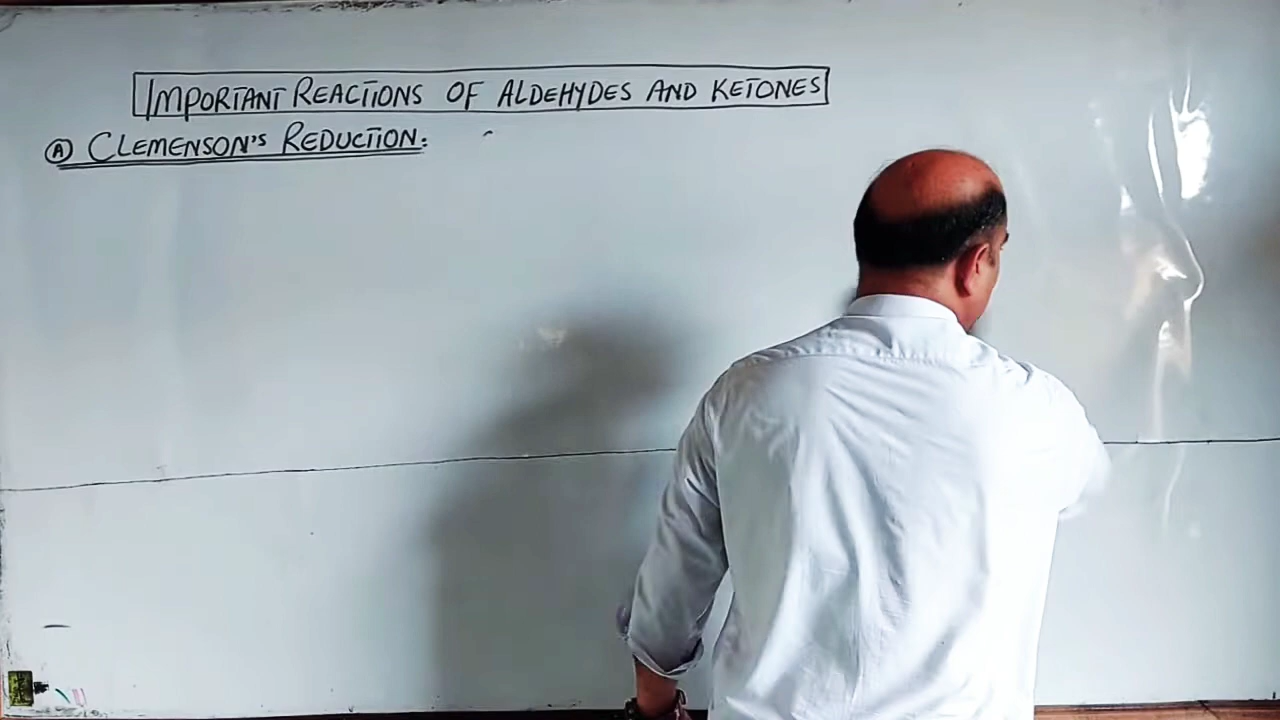 IMPORTANT REACTIONS OF ALDEHYDES AND KETONES
Ⓐ CLEMENSON'S REDUCTION: